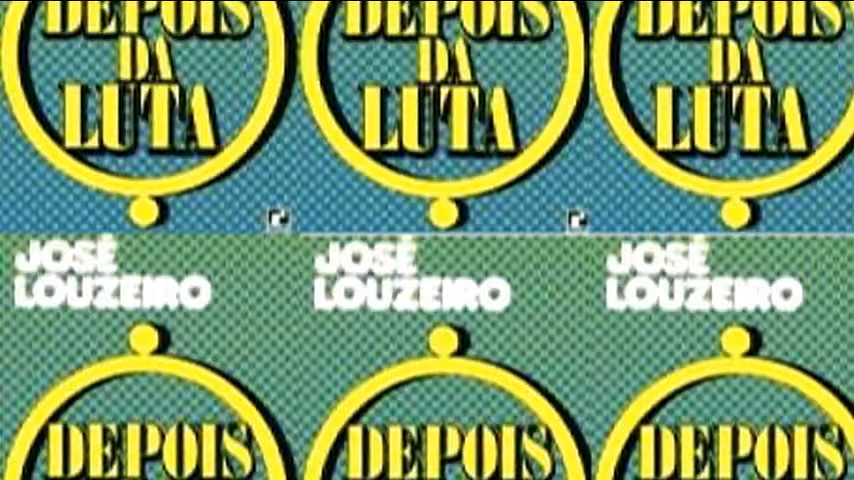 DEPOIS DEPOIS DEPOIS
DA DA DA
LUTA LUTA LUTA
JOSÉ JOSÉ JOSÉ
LOUZEIRO LOUZEIRO LOUZEIRO
DEPOIS DEPOIS DEPOIS